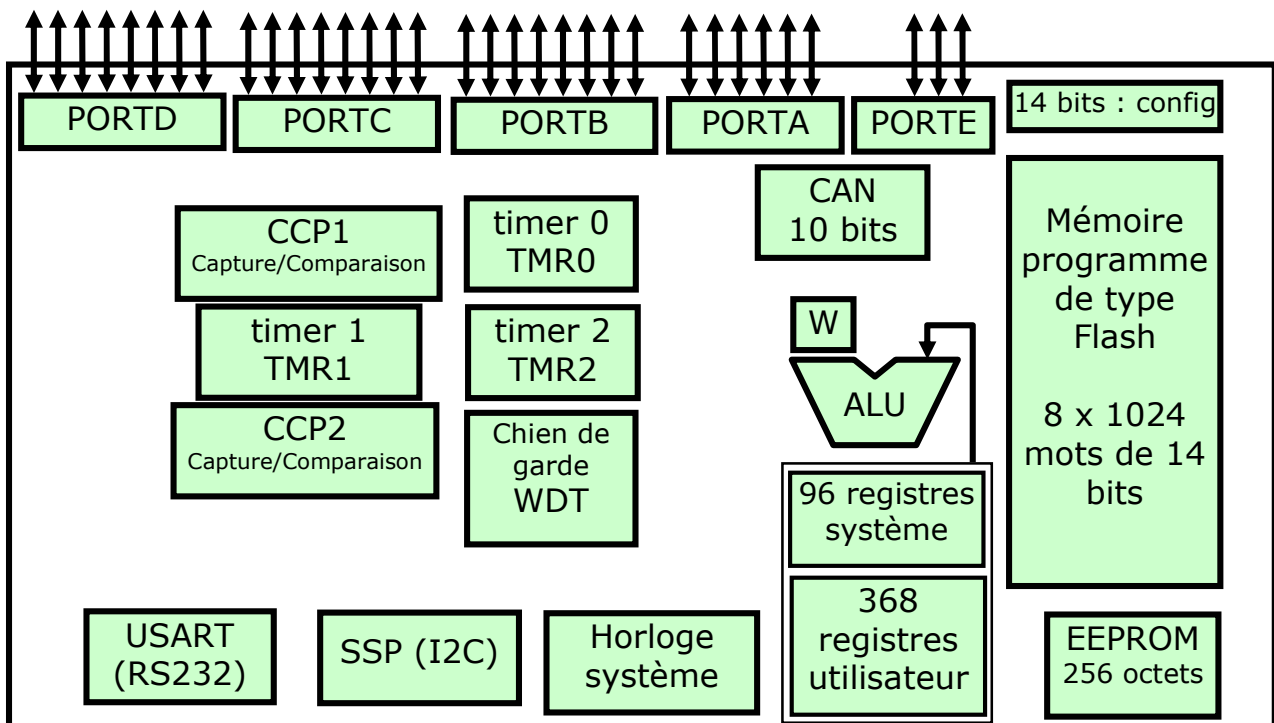 PORTD
PORTC
PORTB
PORTA
PORTE
14 bits : config
CAN
10 bits
CCP1
Capture/Comparaison
timer 0
TMR0
Mémoire
programme
de type
Flash
8 x 1024
mots de 14
bits
timer 1
TMR1
timer 2
TMR2
W
ALU
CCP2
Capture/Comparaison
Chien de
garde
WDT
96 registres
système
368
registres
utilisateur
USART
(RS232)
SSP (I2C)
Horloge
système
EEPROM
256 octets